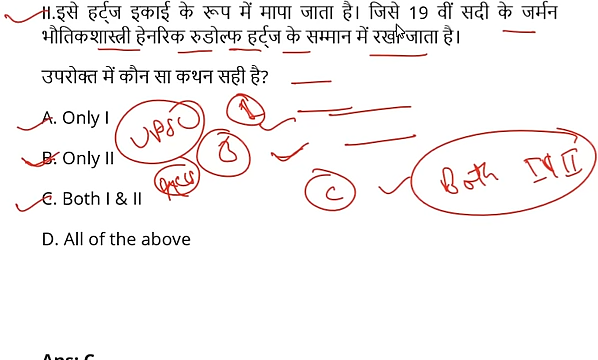 II.इसे हर्ट्ज इकाई के रूप में मापा जाता है। जिसे 19 वीं सदी के जर्मन
भौतिकशास्त्री हेनरिक रुडोल्फ हर्ट्ज के सम्मान में रखा जाता है।
उपरोक्त में कौन सा कथन सही है?
A. Only I
UPSC
B. Only II
B
C. Both I & II
C
Both I & II
D. All of the above
Ans: C